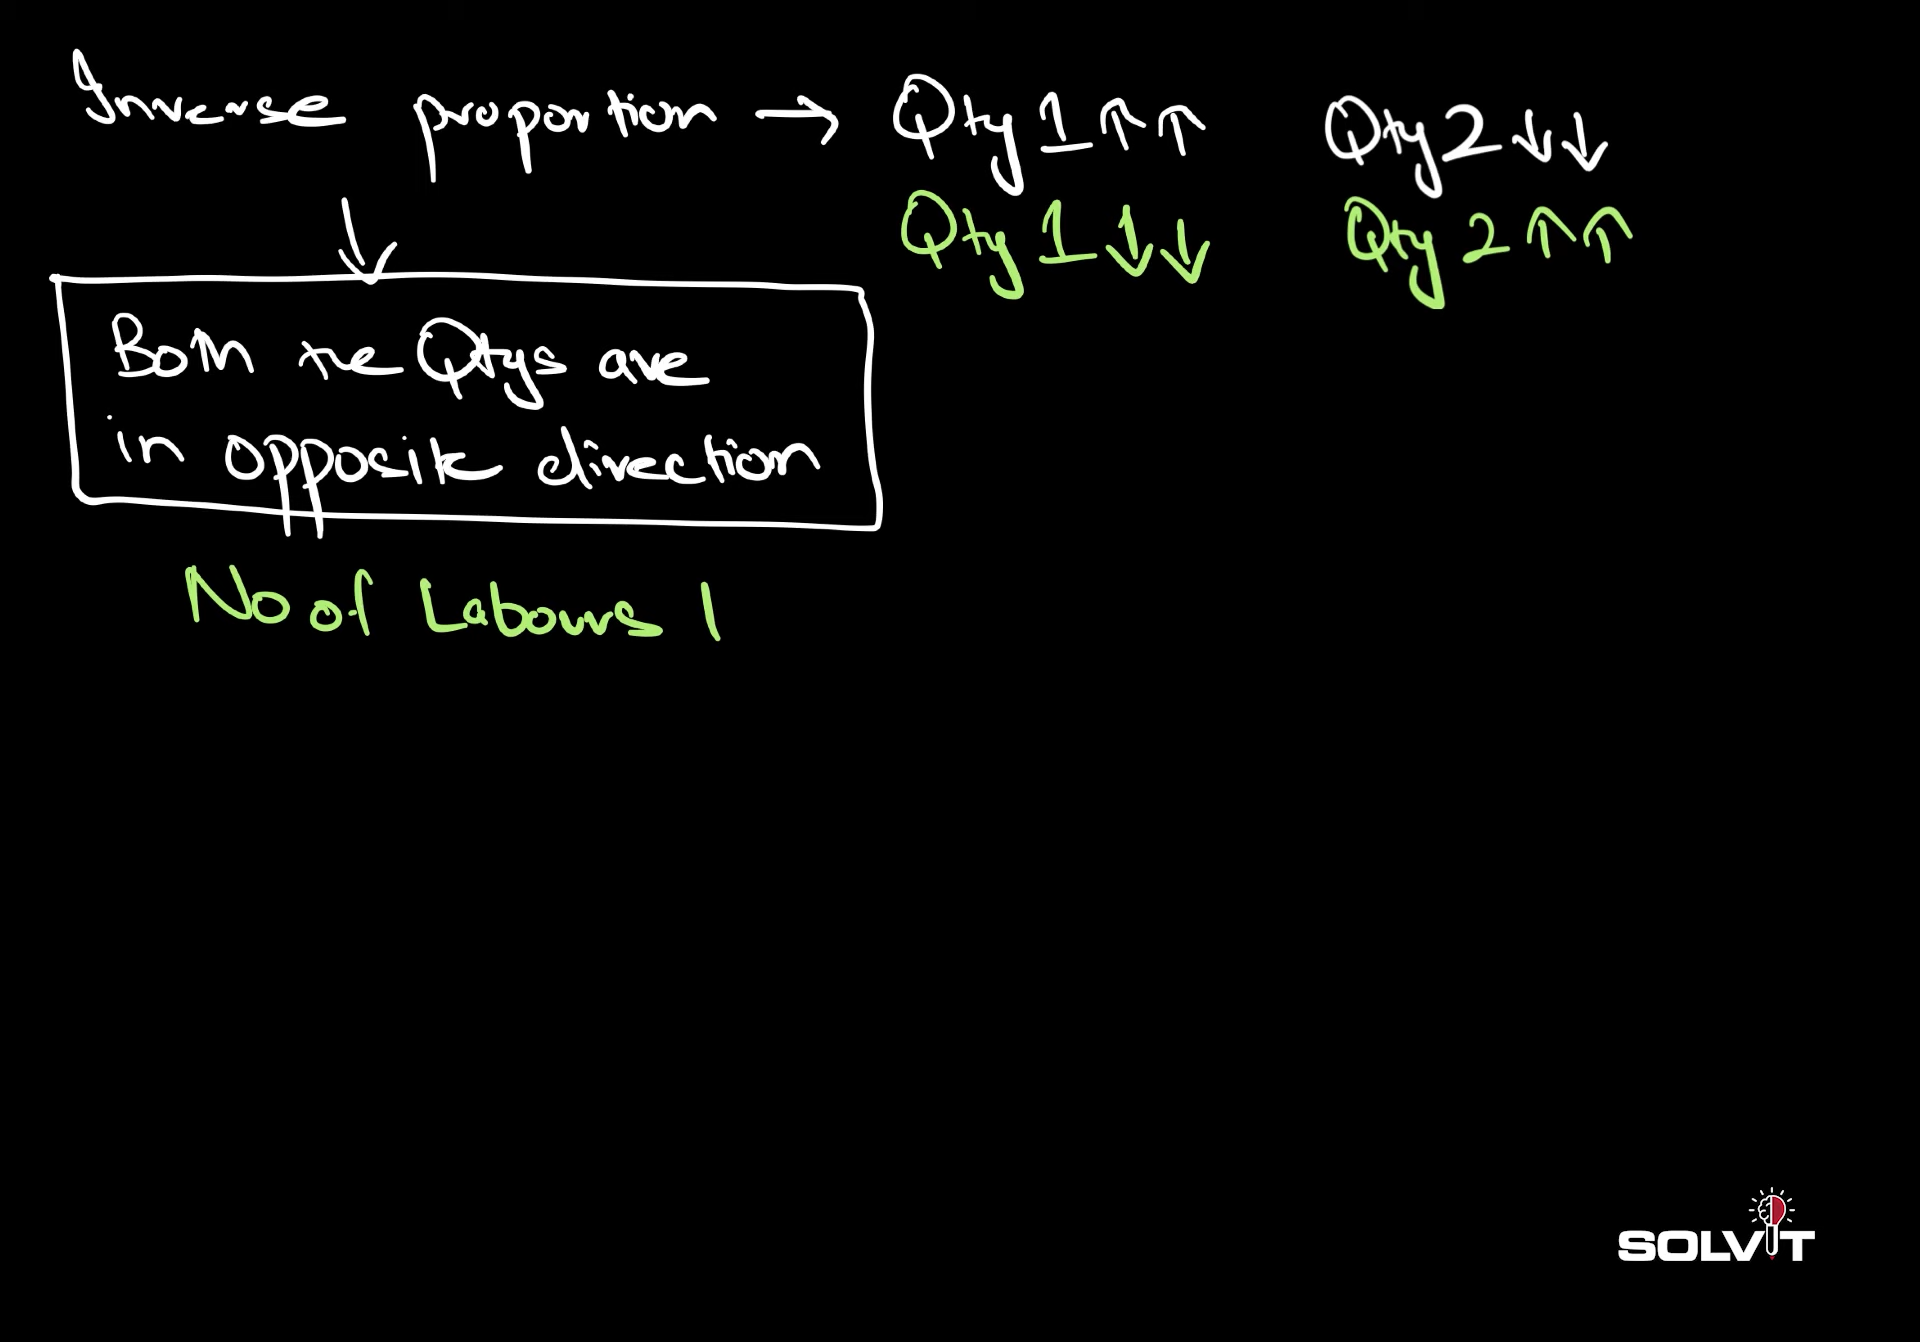 Inverse proportion → Qty 1 ↑↑ Qty 2 ↓↓
Qty 1 ↓↓ Qty 2 ↑↑
↓
Both the Qtys are
in opposite direction
No of Labours |
SOLVIT